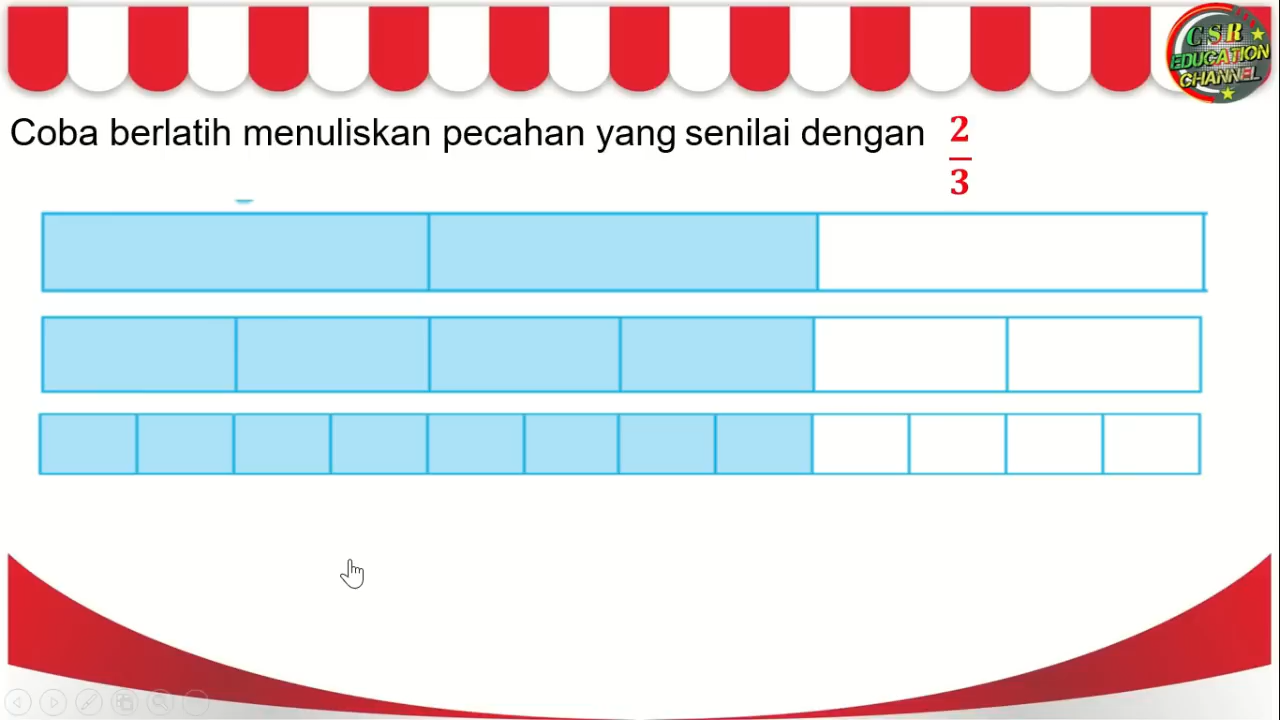 CSR
EDUCATION
CHANNEL
Coba berlatih menuliskan pecahan yang senilai dengan 2/3